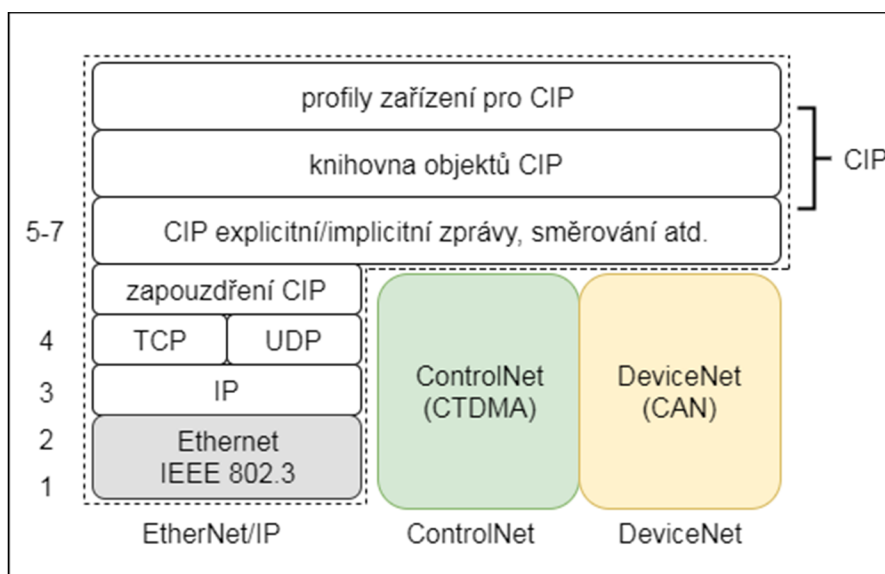 profily zařízení pro CIP
knihovna objektů CIP
CIP
5-7
CIP explicitní/implicitní zprávy, směrování atd.
zapouzdření CIP
4
TCP
UDP
3
IP
2
Ethernet
IEEE 802.3
1
ControlNet
(CTDMA)
DeviceNet
(CAN)
EtherNet/IP
ControlNet
DeviceNet